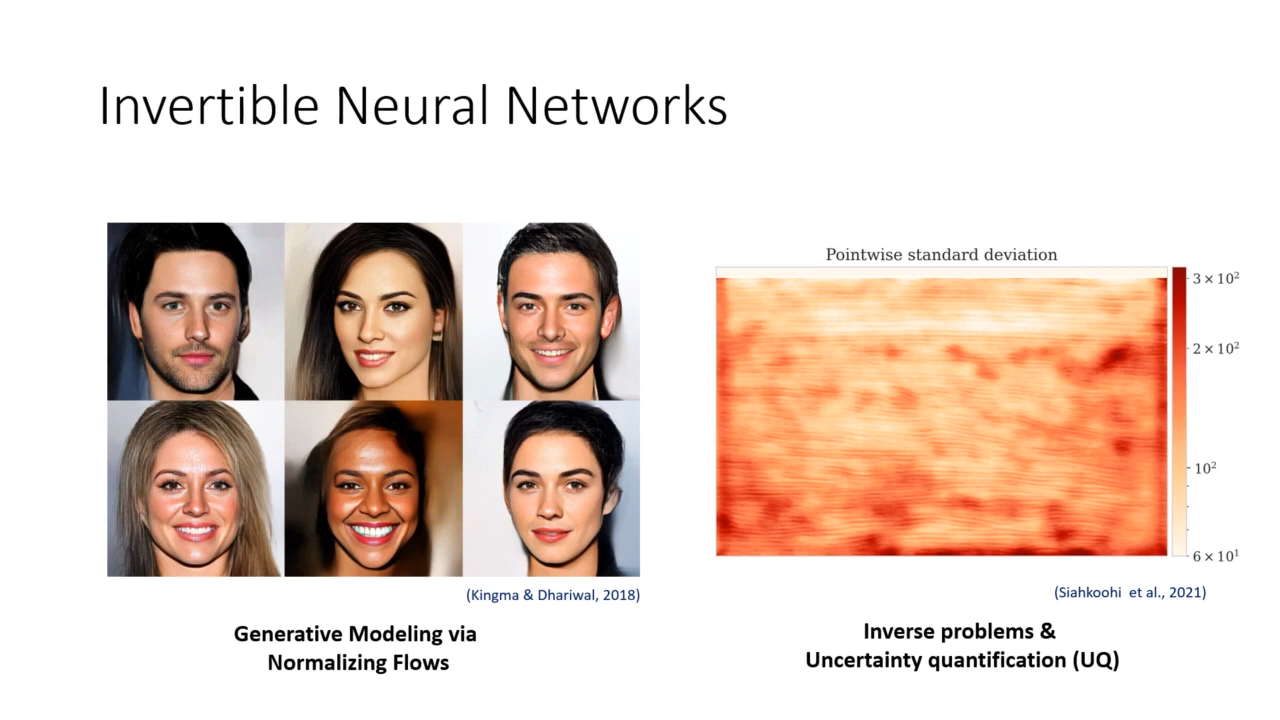 Invertible Neural Networks
(Kingma & Dhariwal, 2018)
Generative Modeling via
Normalizing Flows
Pointwise standard deviation
3 × 10²
2 × 10²
10²
6 × 10¹
(Siahkoohi  et al., 2021)
Inverse problems &
Uncertainty quantification (UQ)